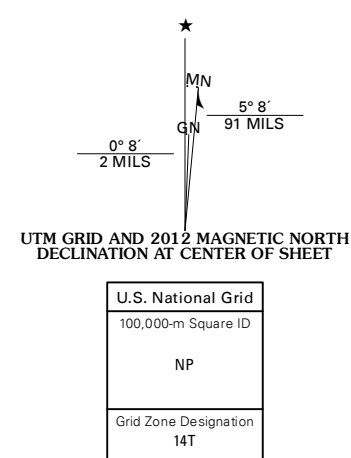 ★
MN
5° 8´
91 MILS
GN
0° 8´
2 MILS
UTM GRID AND 2012 MAGNETIC NORTH
DECLINATION AT CENTER OF SHEET
U.S. National Grid
100,000-m Square ID
NP
Grid Zone Designation
14T